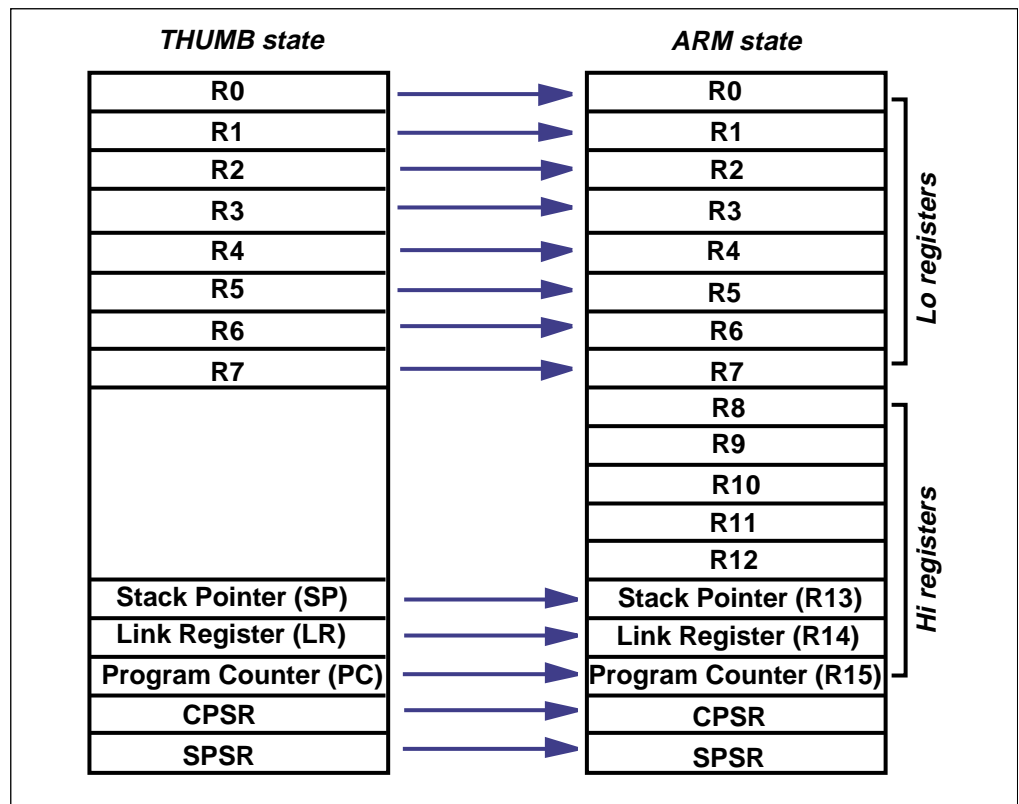 THUMB state
ARM state
R0
R0
R1
R1
R2
R2
R3
R3
R4
R4
R5
R5
R6
R6
R7
R7
Lo registers
R8
R9
R10
R11
R12
Stack Pointer (SP)
Stack Pointer (R13)
Link Register (LR)
Link Register (R14)
Program Counter (PC)
Program Counter (R15)
Hi registers
CPSR
CPSR
SPSR
SPSR